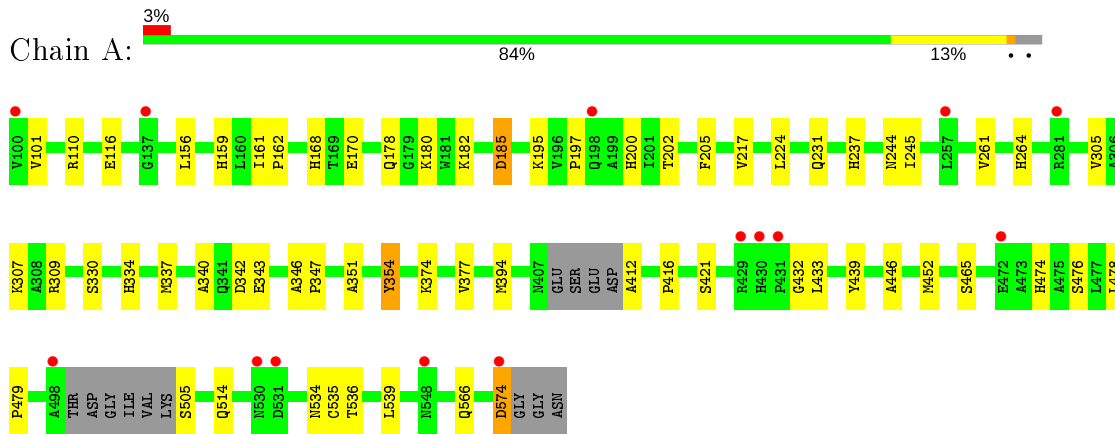 3%
Chain A:
84% 13% • •
V100 V101 R110 E116 G137 L156 H159 L160 I161 P162 H168 T169 E170 Q178 G179 K180 W181 K182 D185 K195 V196 P197 Q198 A199 H200 I201 T202 F205 V217 L224 Q231 H237 N244 I245 L257 V261 H264 R281 V305 A306
K307 A308 R309 S330 H334 M337 A340 Q341 D342 E343 A346 P347 A351 Y354 K374 V377 M394 N407 GLU SER GLU ASP A412 P416 S421 R429 H430 P431 G432 L433 Y439 A446 M452 S465 E472 A473 H474 A475 S476 L477 L478
P479 A498 THR ASP GLY ILE VAL LYS S505 Q514 N530 D531 N534 C535 T536 L539 N548 Q566 D574 GLY GLY ASN